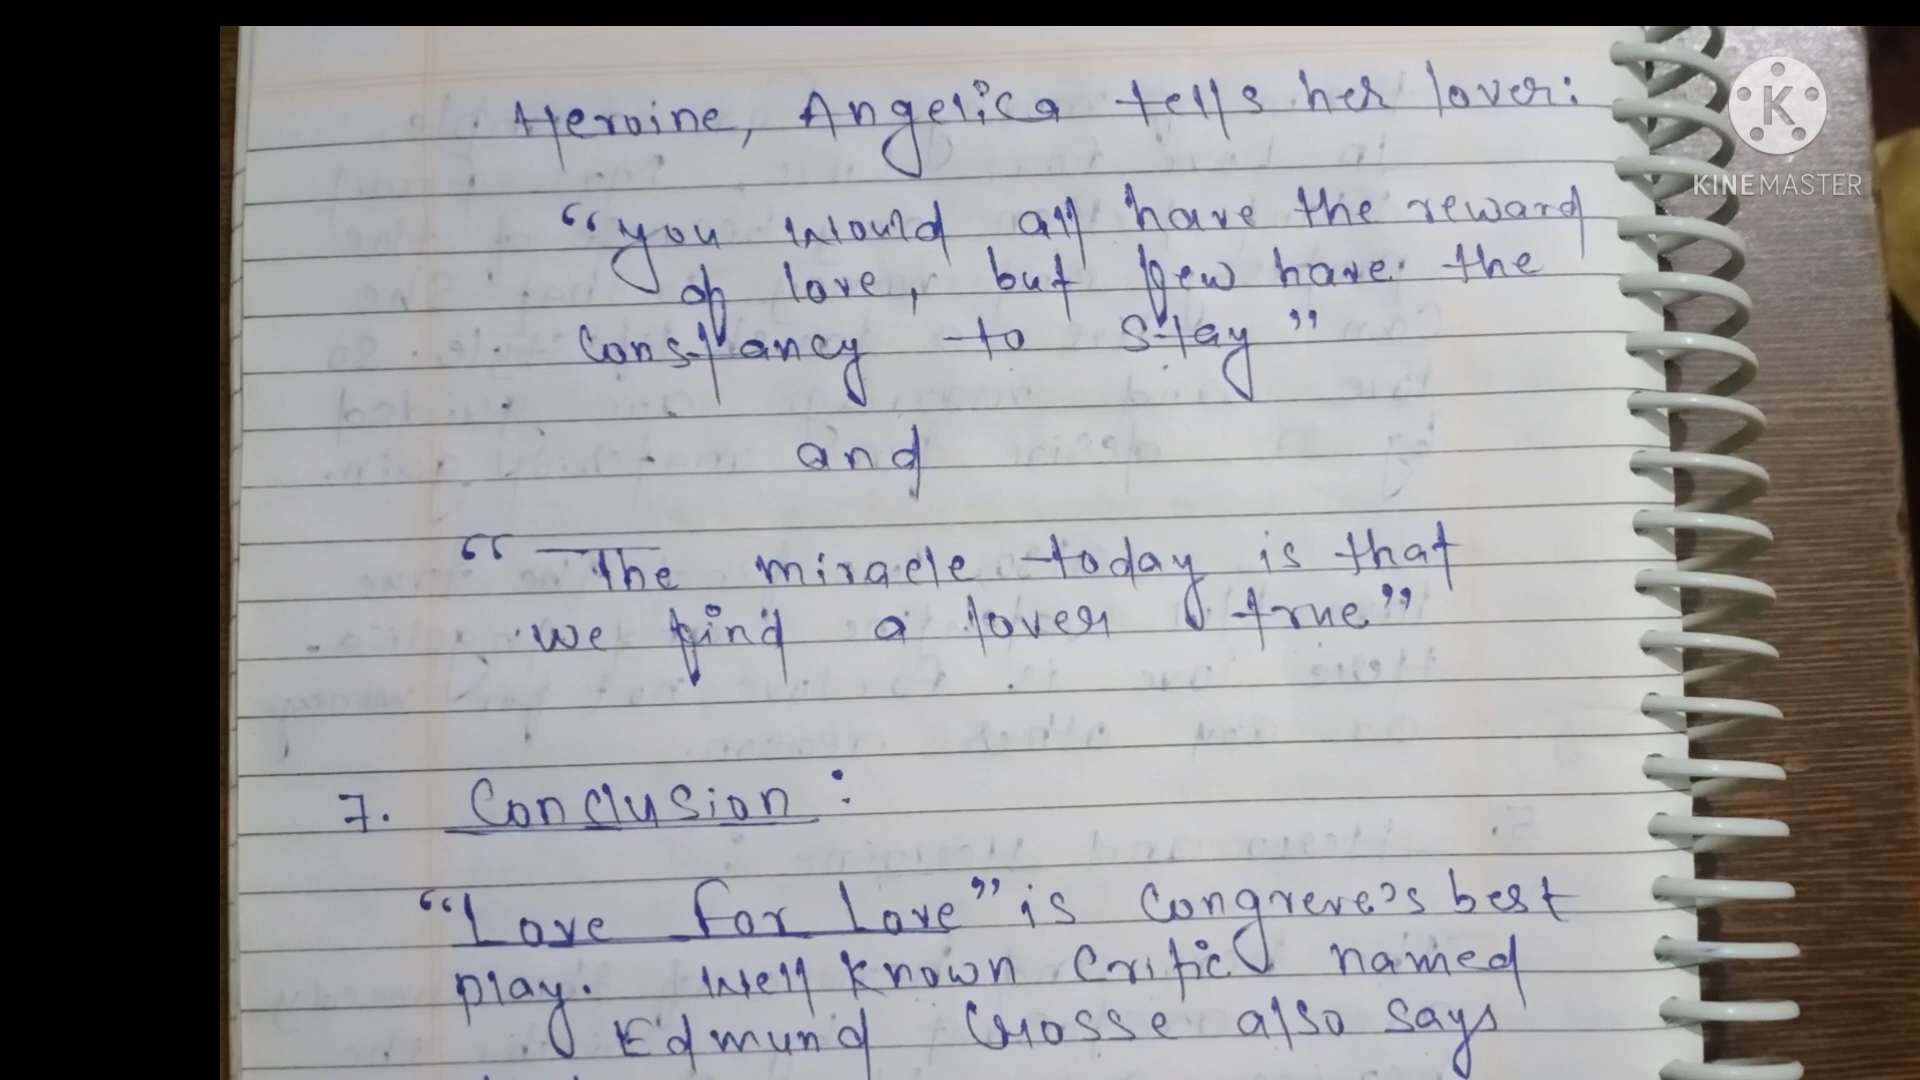 Heroine, Angelica tells her lover:
"you would all have the reward
of love, but few have the
Constancy to stay"
and
"The miracle today is that
we find a lover true"
7. Conclusion:
"Love For Love" is Congreve's best
play. Well known Critic named
Edmund Gosse also says
K
KINEMASTER